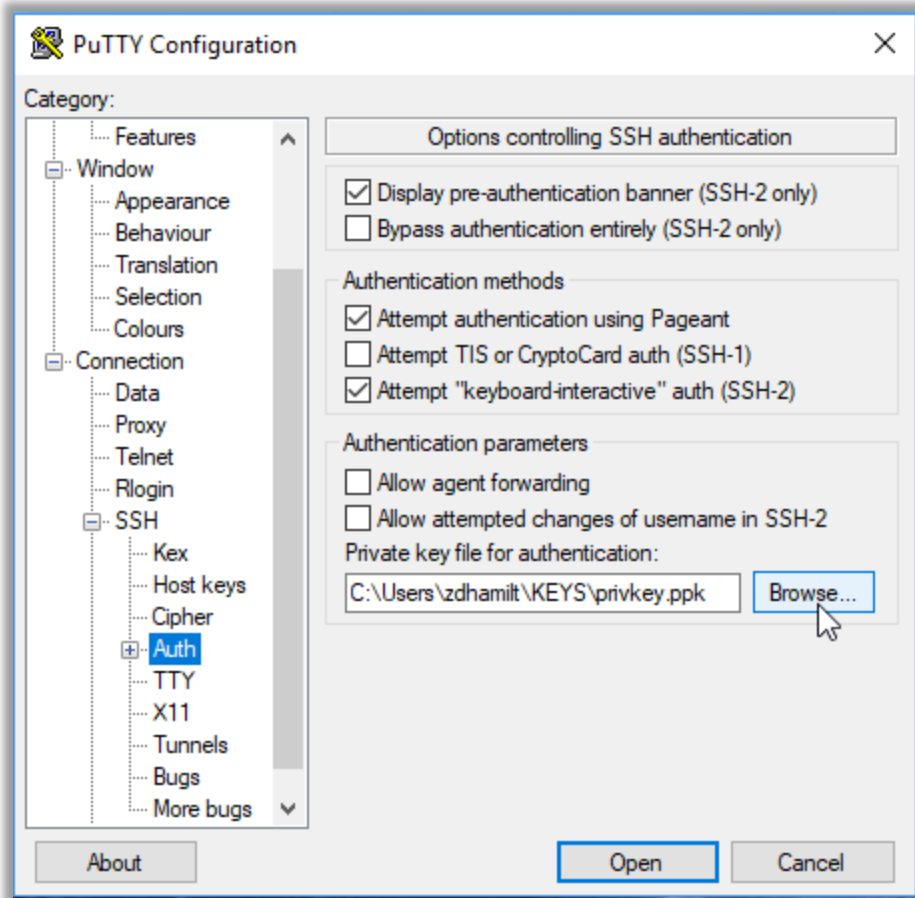 PuTTY Configuration
Category:
Features
Window
Appearance
Behaviour
Translation
Selection
Colours
Connection
Data
Proxy
Telnet
Rlogin
SSH
Kex
Host keys
Cipher
Auth
TTY
X11
Tunnels
Bugs
More bugs
Options controlling SSH authentication
Display pre-authentication banner (SSH-2 only)
Bypass authentication entirely (SSH-2 only)
Authentication methods
Attempt authentication using Pageant
Attempt TIS or CryptoCard auth (SSH-1)
Attempt "keyboard-interactive" auth (SSH-2)
Authentication parameters
Allow agent forwarding
Allow attempted changes of username in SSH-2
Private key file for authentication:
C:\Users\zdhamilt\KEYS\privkey.ppk
Browse...
About
Open
Cancel